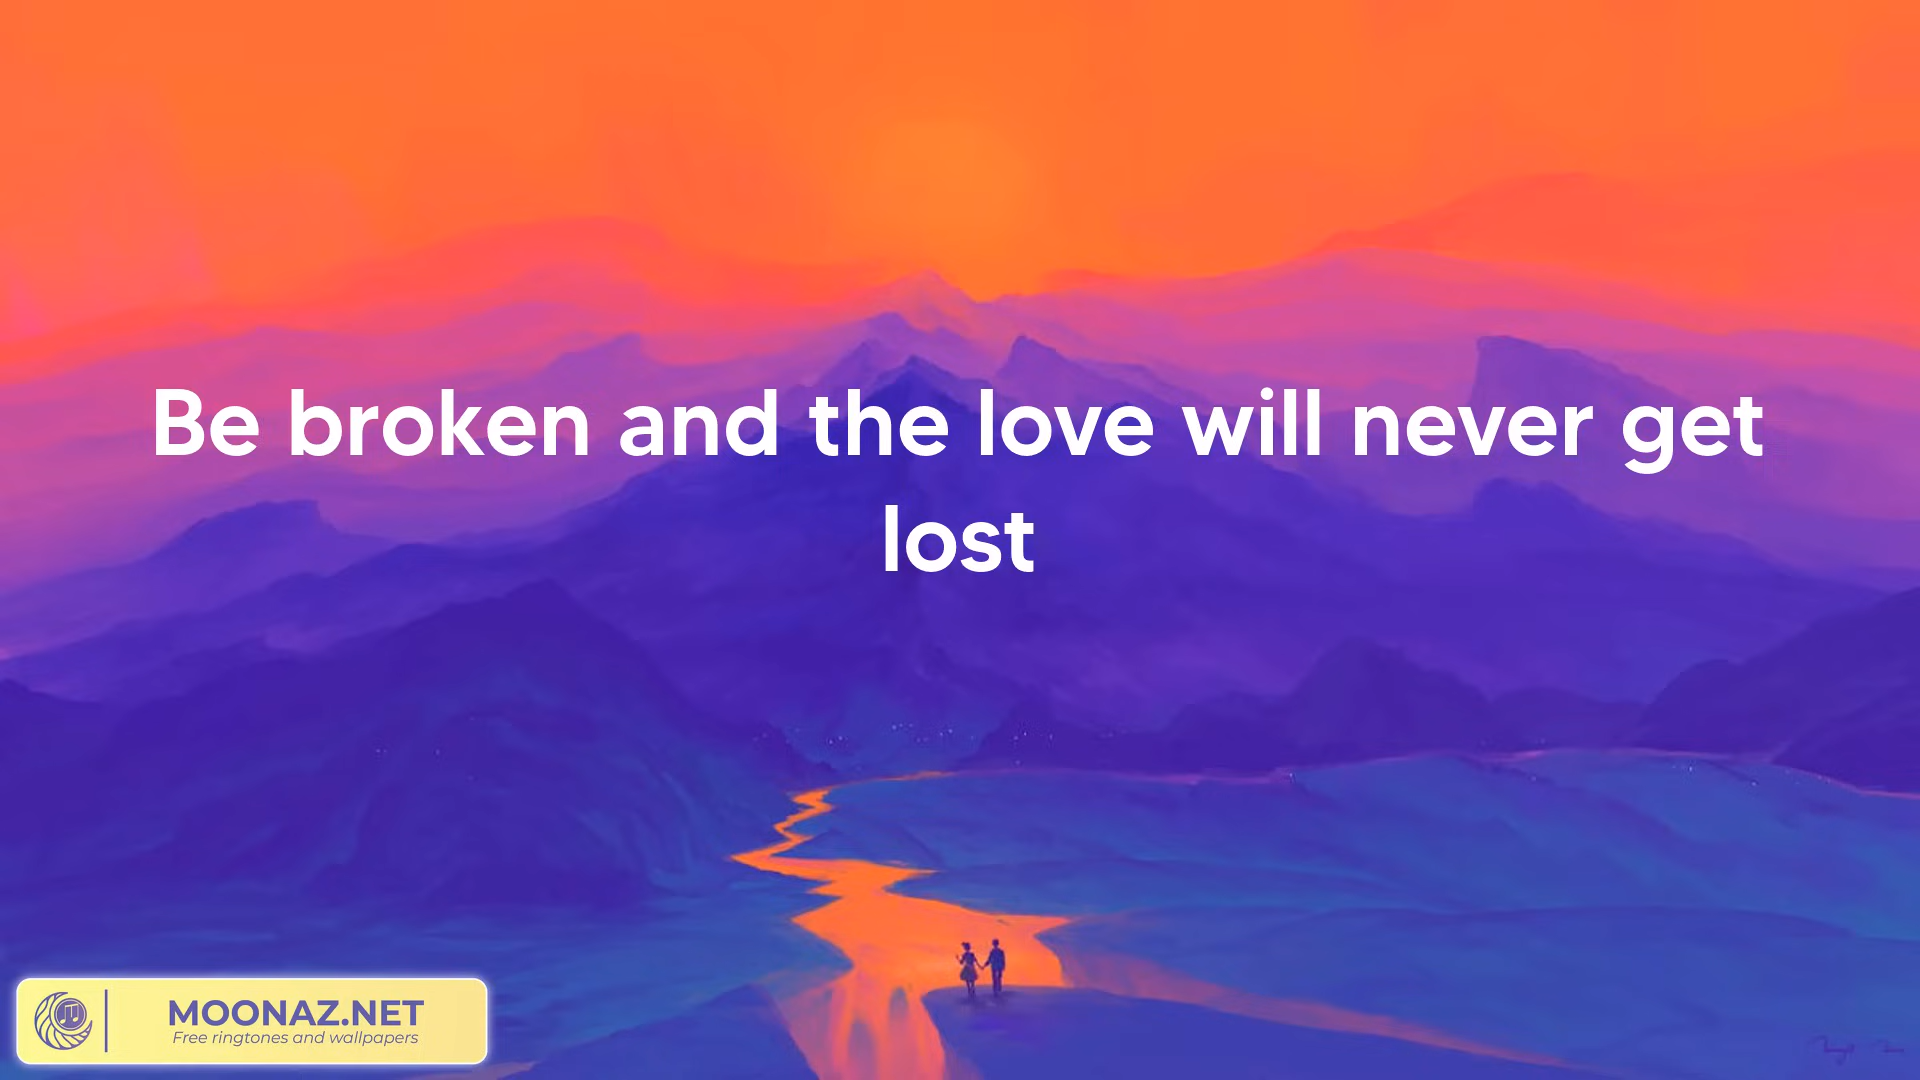 Be broken and the love will never get
lost
MOONAZ.NET
Free ringtones and wallpapers